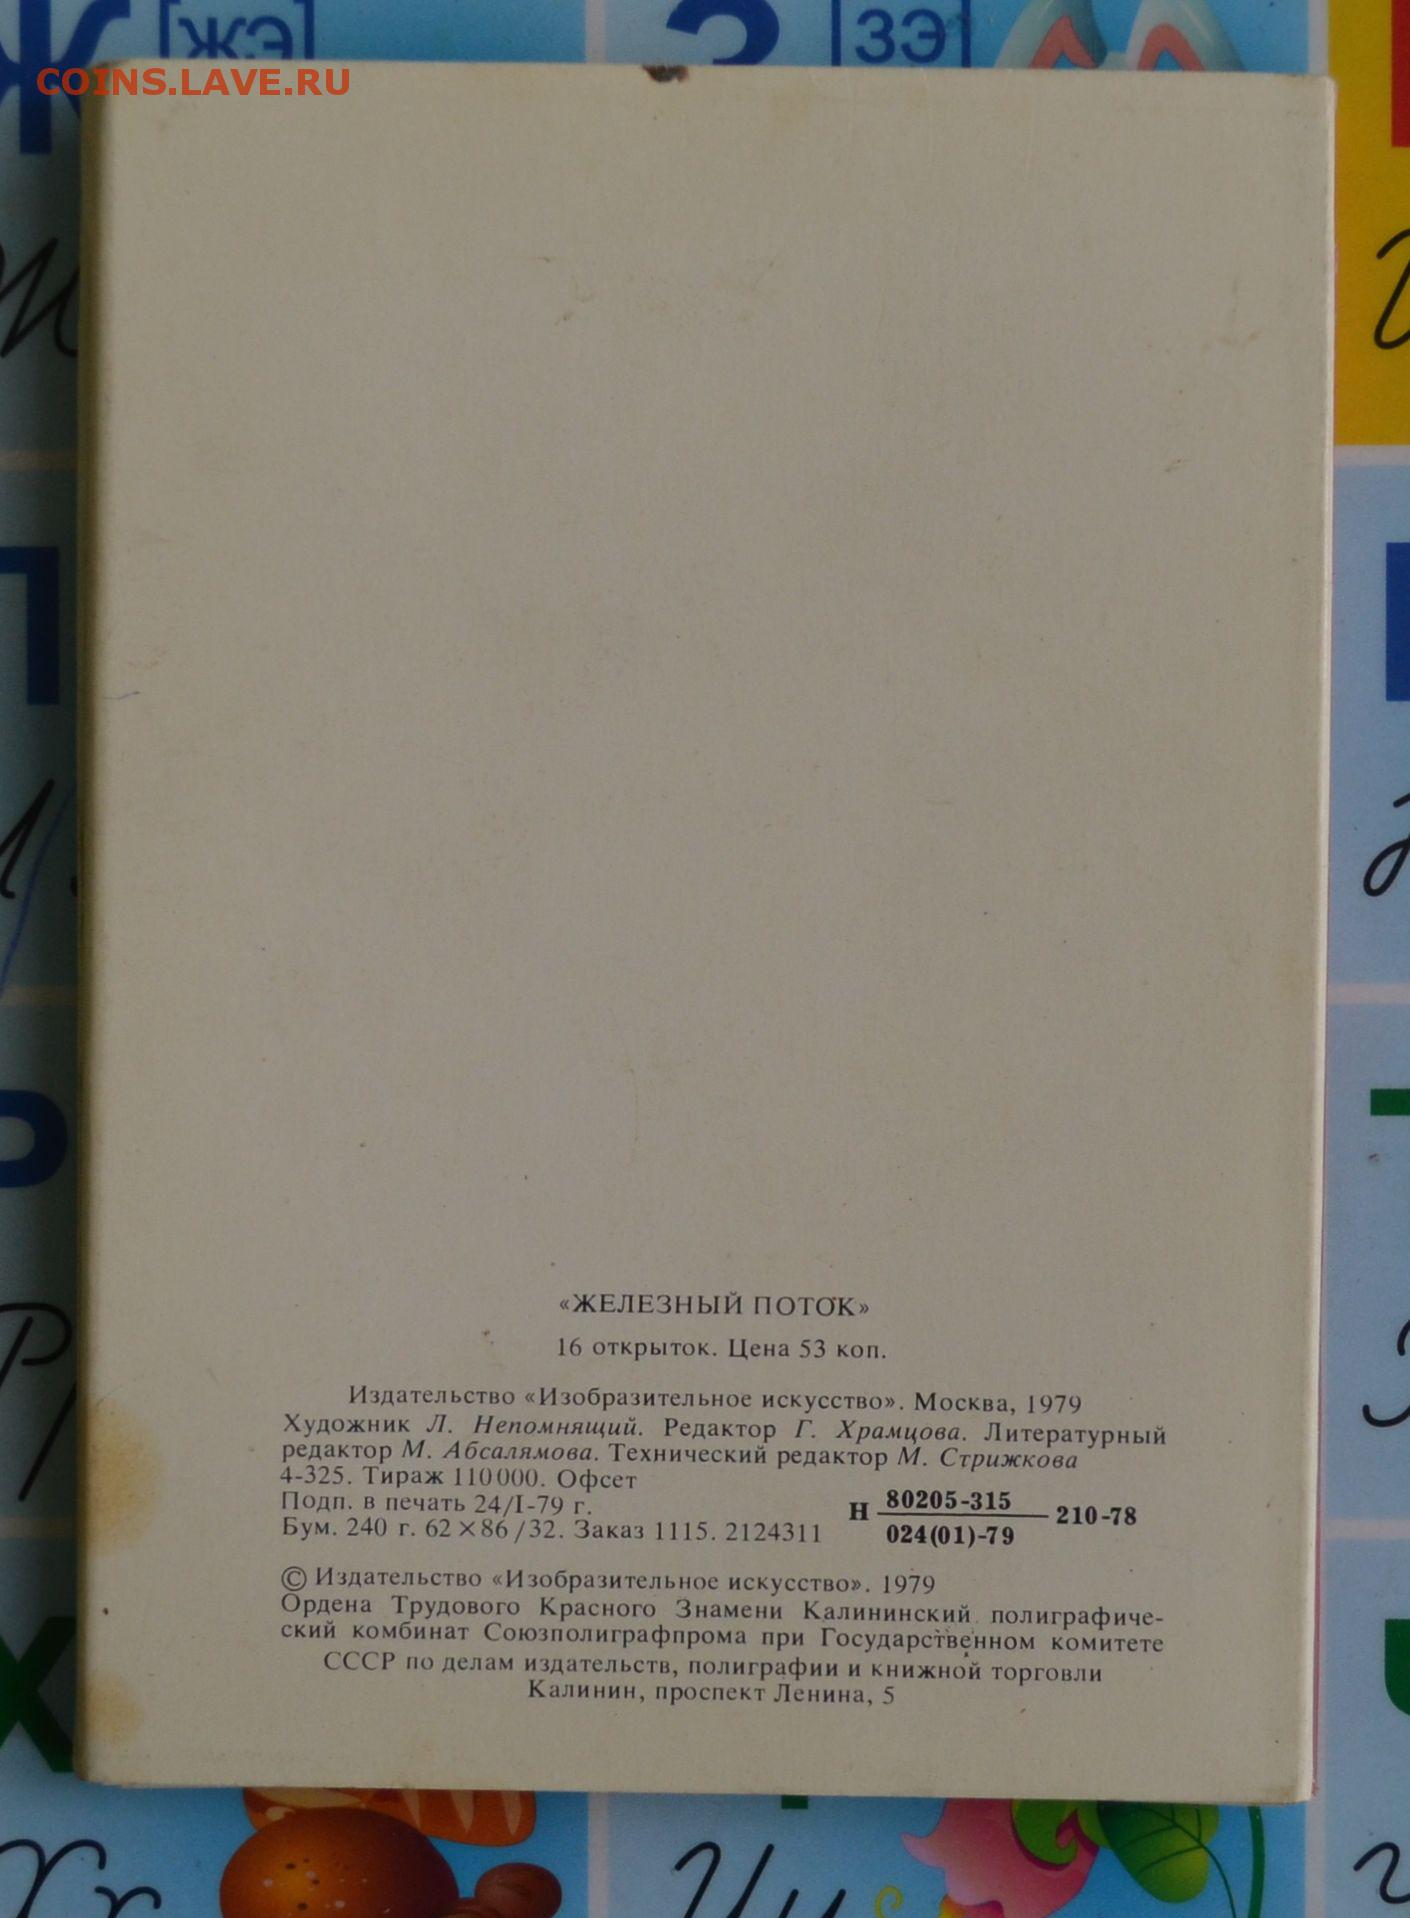 Ж [жэ]
З [зэ]
COINS.LAVE.RU
«ЖЕЛЕЗНЫЙ ПОТОК»
16 открыток. Цена 53 коп.
Издательство «Изобразительное искусство». Москва, 1979
Художник Л. Непомнящий. Редактор Г. Храмцова. Литературный
редактор М. Абсалямова. Технический редактор М. Стрижкова
4-325. Тираж 110000. Офсет
Подп. в печать 24/I-79 г.
Бум. 240 г. 62×86/32. Заказ 1115. 2124311
Н 80205-315 210-78
024(01)-79
© Издательство «Изобразительное искусство». 1979
Ордена Трудового Красного Знамени Калининский полиграфиче-
ский комбинат Союзполиграфпрома при Государственном комитете
СССР по делам издательств, полиграфии и книжной торговли
Калинин, проспект Ленина, 5
Хх